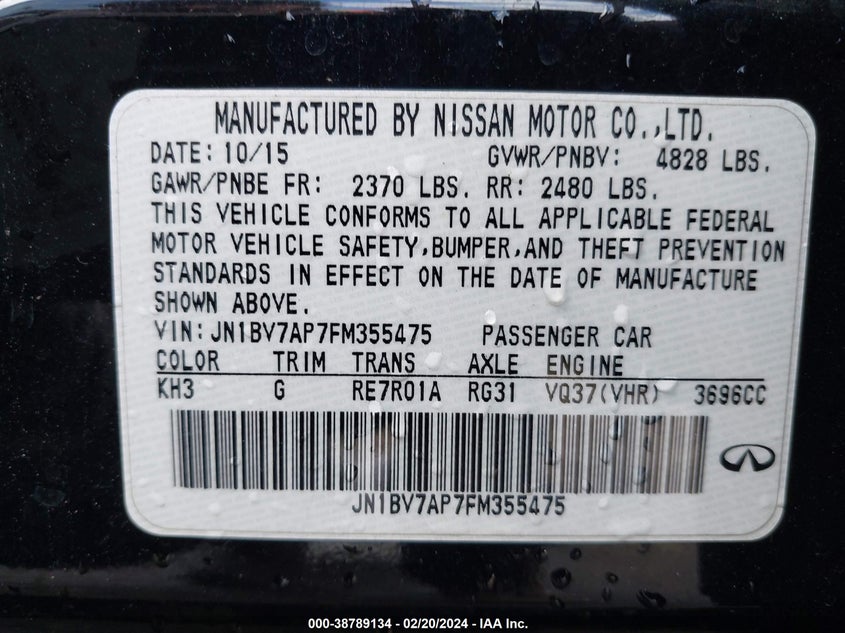 MANUFACTURED BY NISSAN MOTOR CO.,LTD.
DATE: 10/15 GVWR/PNBV: 4828 LBS.
GAWR/PNBE FR: 2370 LBS. RR: 2480 LBS.
THIS VEHICLE CONFORMS TO ALL APPLICABLE FEDERAL
MOTOR VEHICLE SAFETY,BUMPER,AND THEFT PREVENTION
STANDARDS IN EFFECT ON THE DATE OF MANUFACTURE
SHOWN ABOVE.
VIN:JN1BV7AP7FM355475 PASSENGER CAR
COLOR TRIM TRANS AXLE ENGINE
KH3 G RE7R01A RG31 VQ37(VHR) 3696CC
JN1BV7AP7FM355475
000-38789134 - 02/20/2024 - IAA Inc.